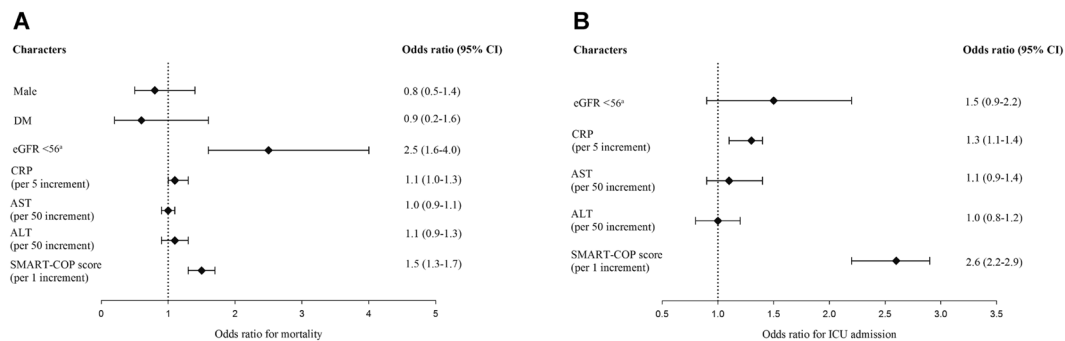 A
Characters Odds ratio (95% CI)
Male 0.8 (0.5-1.4)
DM 0.9 (0.2-1.6)
eGFR <56ª 2.5 (1.6-4.0)
CRP
(per 5 increment) 1.1 (1.0-1.3)
AST
(per 50 increment) 1.0 (0.9-1.1)
ALT
(per 50 increment) 1.1 (0.9-1.3)
SMART-COP score
(per 1 increment) 1.5 (1.3-1.7)
0 1 2 3 4 5
Odds ratio for mortality
B
Characters Odds ratio (95% CI)
eGFR <56ª 1.5 (0.9-2.2)
CRP
(per 5 increment) 1.3 (1.1-1.4)
AST
(per 50 increment) 1.1 (0.9-1.4)
ALT
(per 50 increment) 1.0 (0.8-1.2)
SMART-COP score
(per 1 increment) 2.6 (2.2-2.9)
0.5 1.0 1.5 2.0 2.5 3.0 3.5
Odds ratio for ICU admission